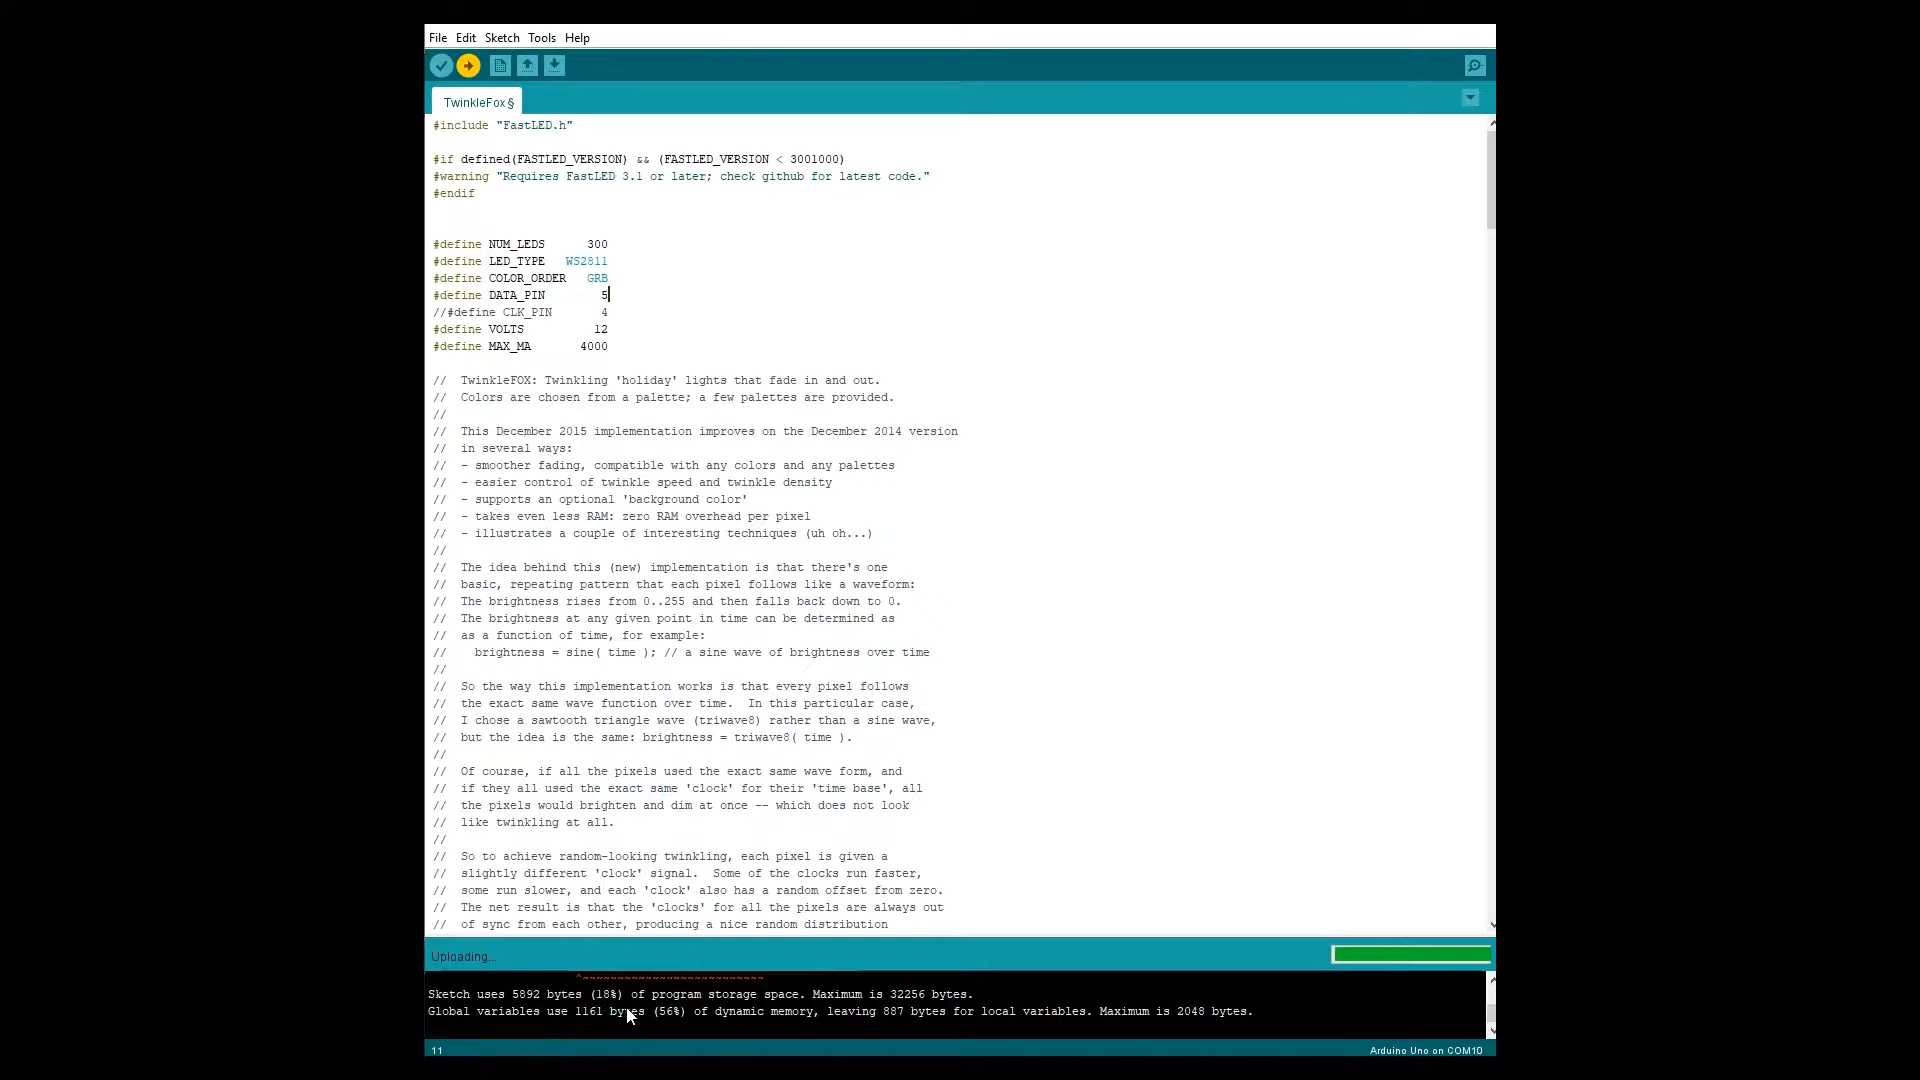 File Edit Sketch Tools Help
TwinkleFox§
#include "FastLED.h"
#if defined(FASTLED_VERSION) && (FASTLED_VERSION < 3001000)
#warning "Requires FastLED 3.1 or later; check github for latest code."
#endif
#define NUM_LEDS      300
#define LED_TYPE   WS2811
#define COLOR_ORDER   GRB
#define DATA_PIN        5
//#define CLK_PIN       4
#define VOLTS          12
#define MAX_MA       4000
//  TwinkleFOX: Twinkling 'holiday' lights that fade in and out.
//  Colors are chosen from a palette; a few palettes are provided.
//
//  This December 2015 implementation improves on the December 2014 version
//  in several ways:
//  - smoother fading, compatible with any colors and any palettes
//  - easier control of twinkle speed and twinkle density
//  - supports an optional 'background color'
//  - takes even less RAM: zero RAM overhead per pixel
//  - illustrates a couple of interesting techniques (uh oh...)
//
//  The idea behind this (new) implementation is that there's one
//  basic, repeating pattern that each pixel follows like a waveform:
//  The brightness rises from 0..255 and then falls back down to 0.
//  The brightness at any given point in time can be determined as
//  as a function of time, for example:
//    brightness = sine( time ); // a sine wave of brightness over time
//
//  So the way this implementation works is that every pixel follows
//  the exact same wave function over time.  In this particular case,
//  I chose a sawtooth triangle wave (triwave8) rather than a sine wave,
//  but the idea is the same: brightness = triwave8( time ).
//
//  Of course, if all the pixels used the exact same wave form, and
//  if they all used the exact same 'clock' for their 'time base', all
//  the pixels would brighten and dim at once -- which does not look
//  like twinkling at all.
//
//  So to achieve random-looking twinkling, each pixel is given a
//  slightly different 'clock' signal.  Some of the clocks run faster,
//  some run slower, and each 'clock' also has a random offset from zero.
//  The net result is that the 'clocks' for all the pixels are always out
//  of sync from each other, producing a nice random distribution
Uploading...
^~~~~~~~~~~~~~~~~~~~~~~~~~~
Sketch uses 5892 bytes (18%) of program storage space. Maximum is 32256 bytes.
Global variables use 1161 bytes (56%) of dynamic memory, leaving 887 bytes for local variables. Maximum is 2048 bytes.
11 Arduino Uno on COM10